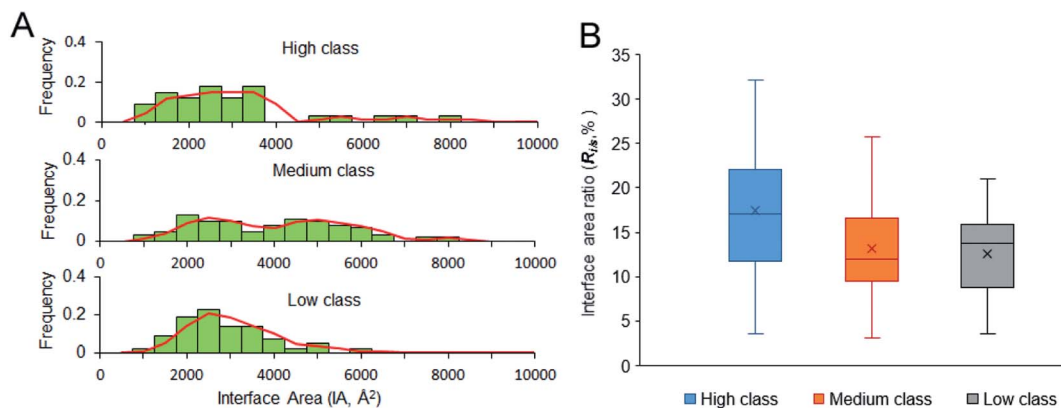 A
High class
Frequency
0.4
0.2
0
0 2000 4000 6000 8000 10000
Medium class
Frequency
0.4
0.2
0
0 2000 4000 6000 8000 10000
Low class
Frequency
0.4
0.2
0
0 2000 4000 6000 8000 10000
Interface Area (IA, Å²)
B
Interface area ratio (Ri/s,%)
35
30
25
20
15
10
5
0
High class Medium class Low class